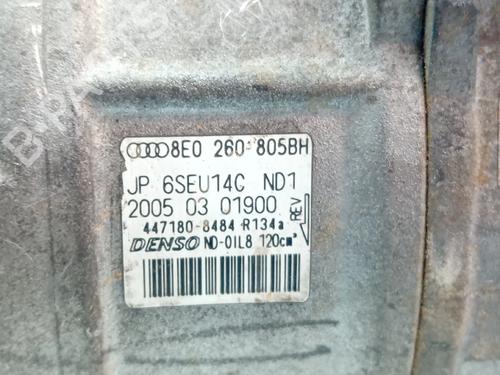 8E0 260 805BH
JP 6SEU14C ND1
2005 03 01900
REV
447180-8484 R134a
DENSO ND-OIL8 120cm³